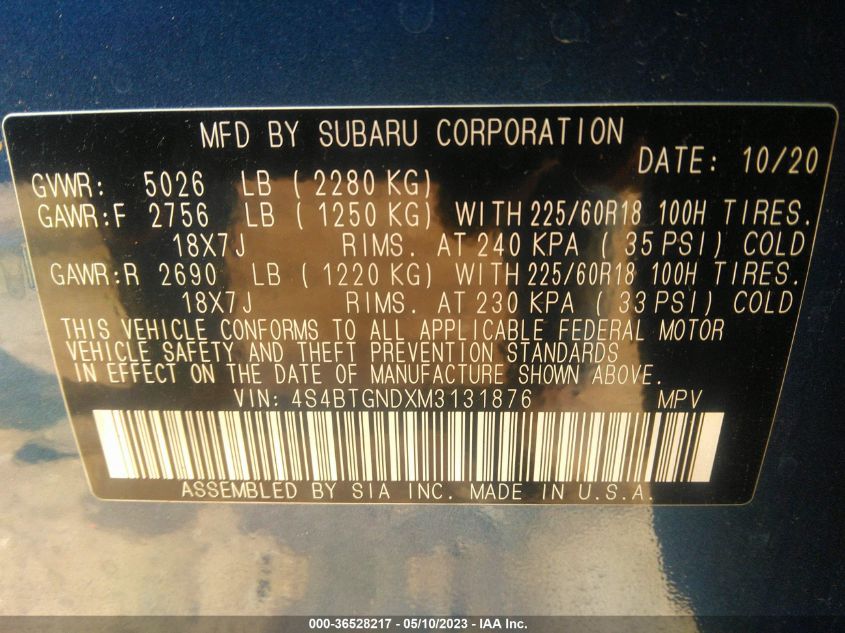 MFD BY SUBARU CORPORATION
DATE: 10/20
GVWR: 5026 LB ( 2280 KG)
GAWR:F 2756 LB ( 1250 KG) WITH 225/60R18 100H TIRES.
18X7J RIMS. AT 240 KPA ( 35 PSI) COLD
GAWR:R 2690 LB ( 1220 KG) WITH 225/60R18 100H TIRES.
18X7J RIMS. AT 230 KPA ( 33 PSI) COLD
THIS VEHICLE CONFORMS TO ALL APPLICABLE FEDERAL MOTOR
VEHICLE SAFETY AND THEFT PREVENTION STANDARDS
IN EFFECT ON THE DATE OF MANUFACTURE SHOWN ABOVE.
VIN: 4S4BTGNDXM3131876 MPV
ASSEMBLED BY SIA INC. MADE IN U.S.A.
000-36528217 - 05/10/2023 - IAA Inc.